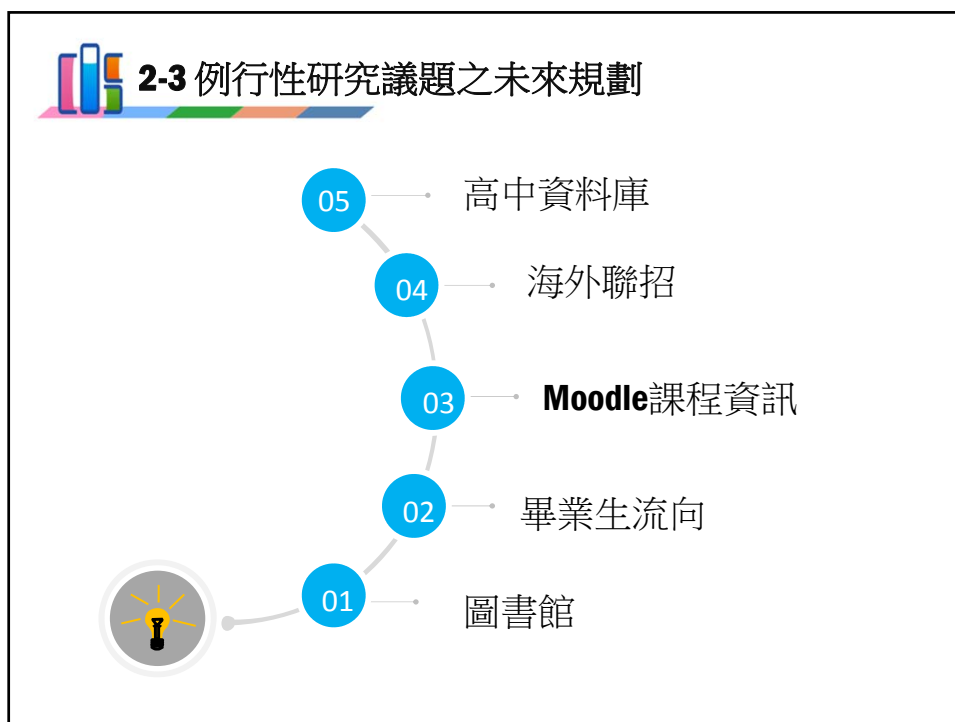 2-3 例行性研究議題之未來規劃
05 高中資料庫
04 海外聯招
03 Moodle課程資訊
02 畢業生流向
01 圖書館